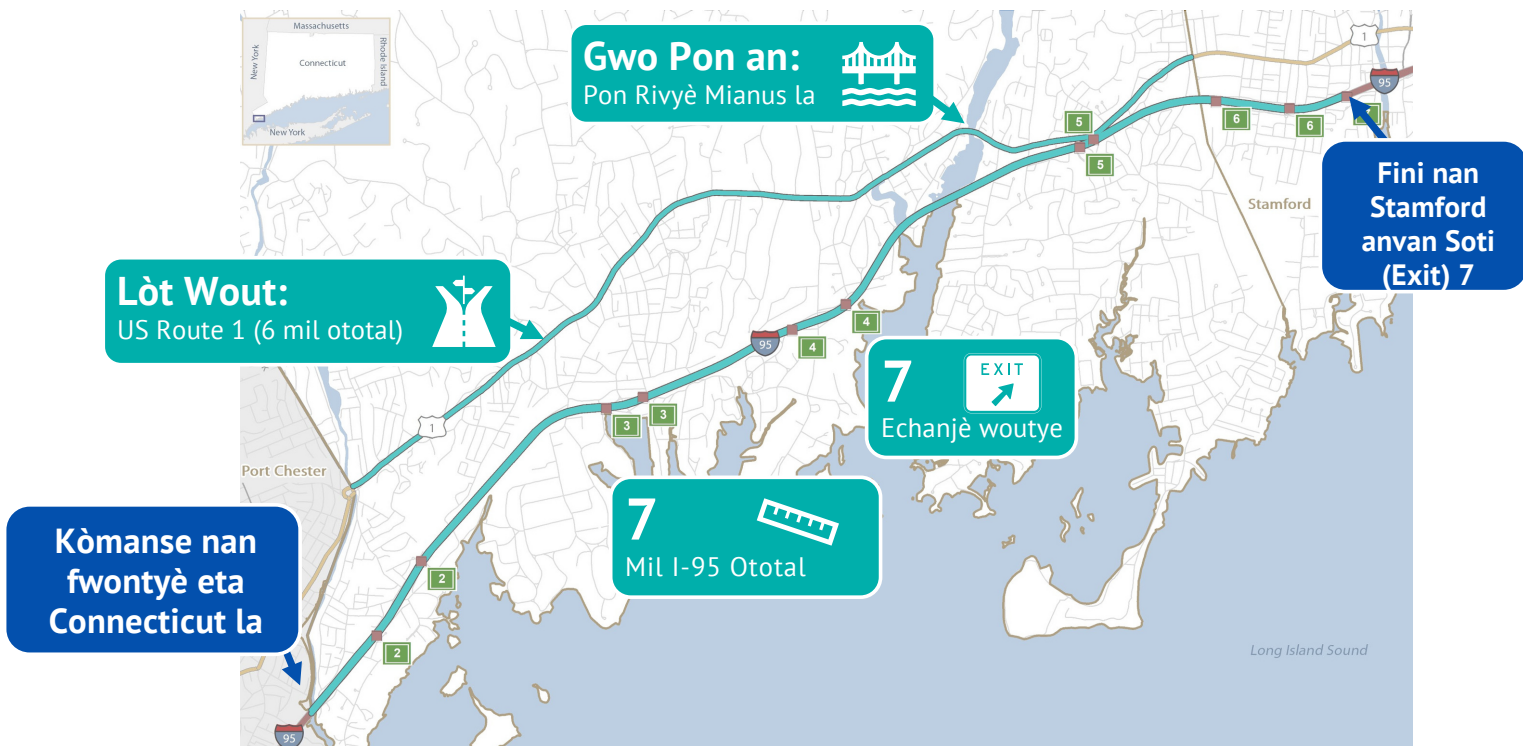 Massachusetts
New York
Connecticut
Rhode Island
New York
Gwo Pon an:
Pon Rivyè Mianus la
1
95
5
5
6
6
Fini nan
Stamford
anvan Soti
(Exit) 7
Stamford
Lòt Wout:
US Route 1 (6 mil ototal)
4
4
95
7
EXIT
Echanjè woutye
3
3
1
Port Chester
7
Mil I-95 Ototal
Kòmanse nan
fwontyè eta
Connecticut la
2
2
Long Island Sound
95